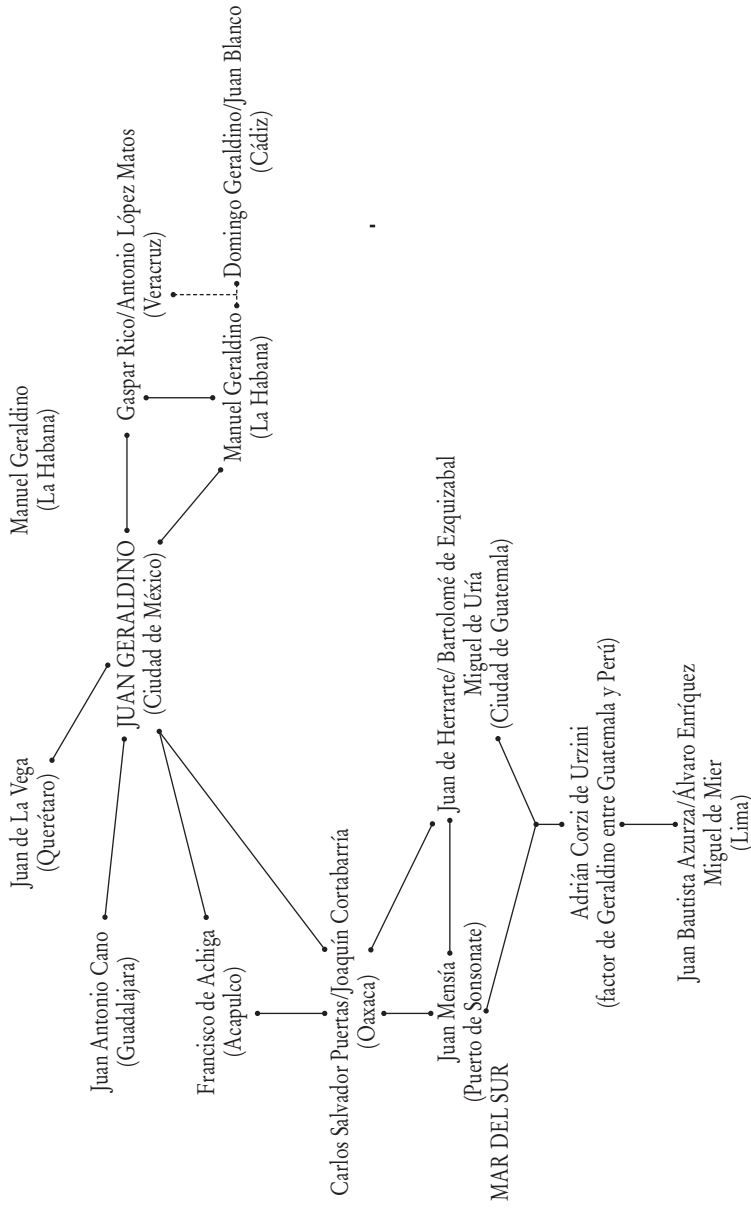 Manuel Geraldino
(La Habana)
Juan de La Vega
(Querétaro)
JUAN GERALDINO
(Ciudad de México)
Gaspar Rico/Antonio López Matos
(Veracruz)
Juan Antonio Cano
(Guadalajara)
Manuel Geraldino
(La Habana)
Domingo Geraldino/Juan Blanco
(Cádiz)
Francisco de Achiga
(Acapulco)
Carlos Salvador Puertas/Joaquín Cortabarría
(Oaxaca)
Juan Mensía
(Puerto de Sonsonate)
MAR DEL SUR
Juan de Herrarte/ Bartolomé de Ezquizabal
Miguel de Uría
(Ciudad de Guatemala)
Adrián Corzi de Urzini
(factor de Geraldino entre Guatemala y Perú)
Juan Bautista Azurza/Álvaro Enríquez
Miguel de Mier
(Lima)